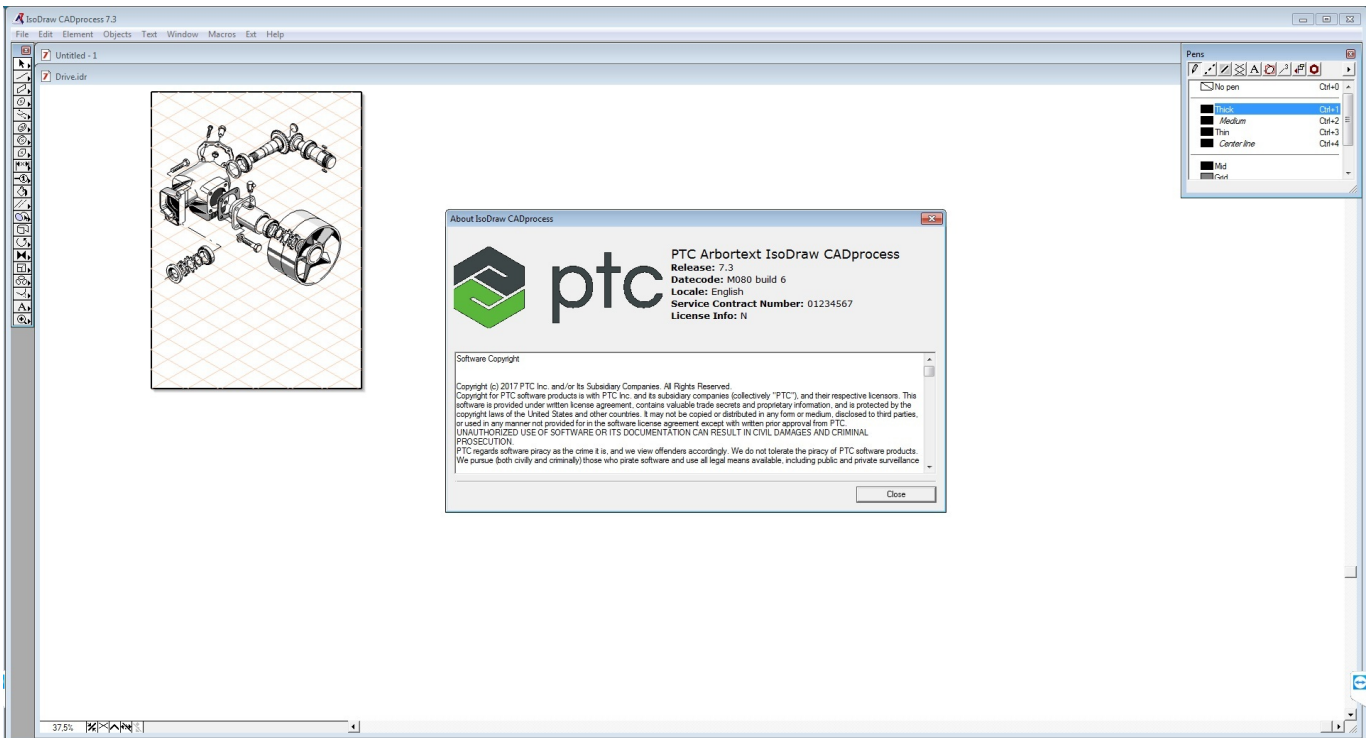 IsoDraw CADprocess 7.3
File Edit Element Objects Text Window Macros Ext Help
Untitled - 1
Drive.idr
Pens
No pen Ctrl+0
Thick Ctrl+1
Medium Ctrl+2
Thin Ctrl+3
Center line Ctrl+4
Mid
Grid
About IsoDraw CADprocess
ptc
PTC Arbortext IsoDraw CADprocess
Release: 7.3
Datecode: M080 build 6
Locale: English
Service Contract Number: 01234567
License Info: N
Software Copyright
Copyright (c) 2017 PTC Inc. and/or Its Subsidiary Companies. All Rights Reserved.
Copyright for PTC software products is with PTC Inc. and its subsidiary companies (collectively "PTC"), and their respective licensors. This
software is provided under written license agreement, contains valuable trade secrets and proprietary information, and is protected by the
copyright laws of the United States and other countries. It may not be copied or distributed in any form or medium, disclosed to third parties,
or used in any manner not provided for in the software license agreement except with written prior approval from PTC.
UNAUTHORIZED USE OF SOFTWARE OR ITS DOCUMENTATION CAN RESULT IN CIVIL DAMAGES AND CRIMINAL
PROSECUTION.
PTC regards software piracy as the crime it is, and we view offenders accordingly. We do not tolerate the piracy of PTC software products.
We pursue (both civilly and criminally) those who pirate software and use all legal means available, including public and private surveillance
Close
37.5%